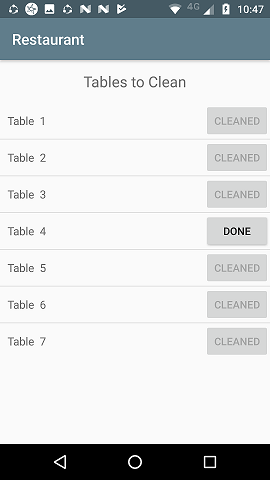 4G 10:47
Restaurant
Tables to Clean
Table 1 CLEANED
Table 2 CLEANED
Table 3 CLEANED
Table 4 DONE
Table 5 CLEANED
Table 6 CLEANED
Table 7 CLEANED